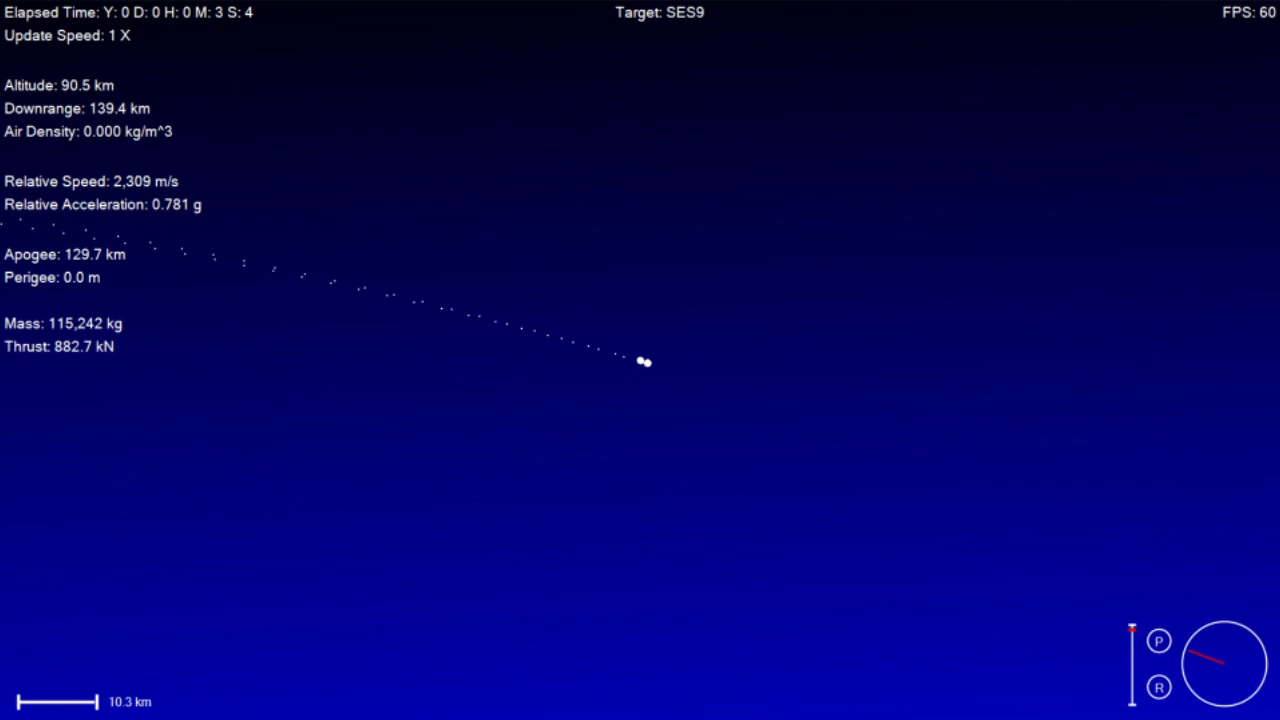 Elapsed Time: Y: 0 D: 0 H: 0 M: 3 S: 4
Target: SES9
FPS: 60
Update Speed: 1 X
Altitude: 90.5 km
Downrange: 139.4 km
Air Density: 0.000 kg/m^3
Relative Speed: 2,309 m/s
Relative Acceleration: 0.781 g
Apogee: 129.7 km
Perigee: 0.0 m
Mass: 115,242 kg
Thrust: 882.7 kN
P
R
10.3 km